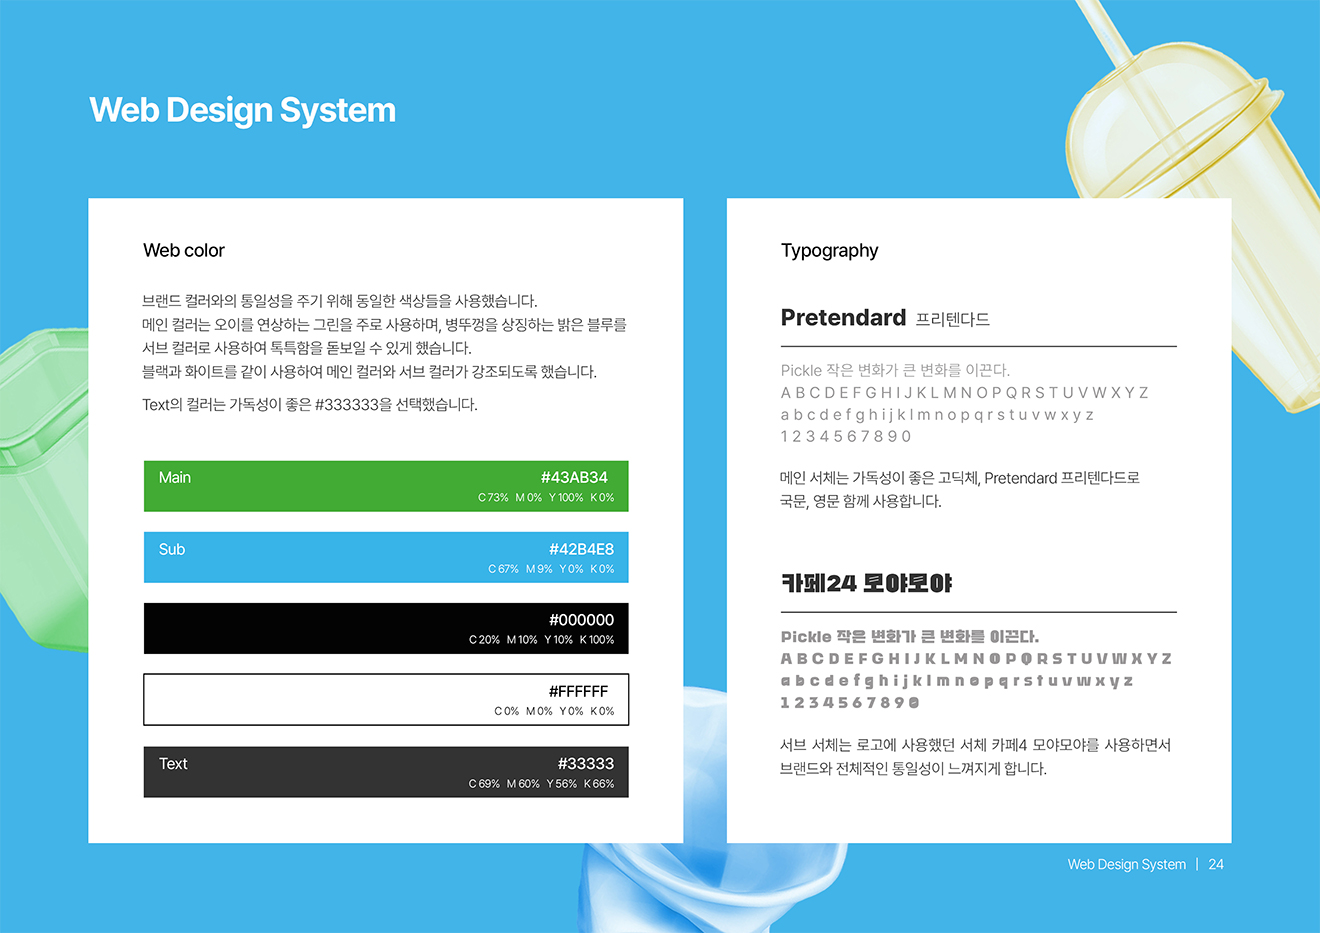 Web Design System
Web color
브랜드 컬러와의 통일성을 주기 위해 동일한 색상들을 사용했습니다.
메인 컬러는 오이를 연상하는 그린을 주로 사용하며, 병뚜껑을 상징하는 밝은 블루를
서브 컬러로 사용하여 톡특함을 돋보일 수 있게 했습니다.
블랙과 화이트를 같이 사용하여 메인 컬러와 서브 컬러가 강조되도록 했습니다.
Text의 컬러는 가독성이 좋은 #333333을 선택했습니다.
Main #43AB34
C 73% M 0% Y 100% K 0%
Sub #42B4E8
C 67% M 9% Y 0% K 0%
#000000
C 20% M 10% Y 10% K 100%
#FFFFFF
C 0% M 0% Y 0% K 0%
Text #33333
C 69% M 60% Y 56% K 66%
Typography
Pretendard 프리텐다드
Pickle 작은 변화가 큰 변화를 이끈다.
A B C D E F G H I J K L M N O P Q R S T U V W X Y Z
a b c d e f g h i j k l m n o p q r s t u v w x y z
1 2 3 4 5 6 7 8 9 0
메인 서체는 가독성이 좋은 고딕체, Pretendard 프리텐다드로
국문, 영문 함께 사용합니다.
카페24 모야모야
Pickle 작은 변화가 큰 변화를 이끈다.
A B C D E F G H I J K L M N O P Q R S T U V W X Y Z
a b c d e f g h i j k l m n o p q r s t u v w x y z
1 2 3 4 5 6 7 8 9 0
서브 서체는 로고에 사용했던 서체 카페4 모야모야를 사용하면서
브랜드와 전체적인 통일성이 느껴지게 합니다.
Web Design System | 24